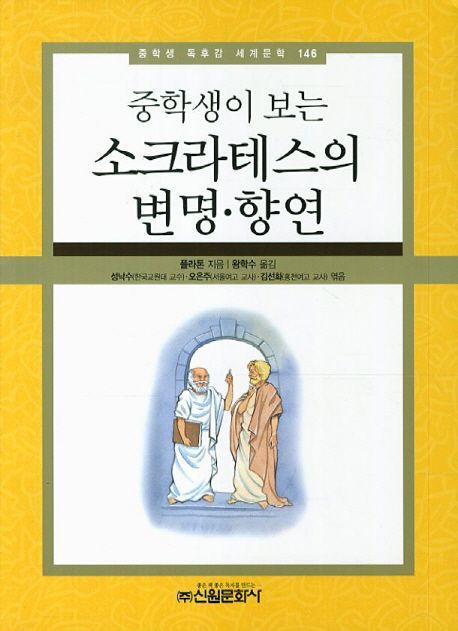 중학생 독후감 세계문학 146
중학생이 보는
소크라테스의
변명·향연
플라톤 지음 | 왕학수 옮김
성낙수(한국교원대 교수)·오은주(서울여고 교사)·김선화(홍천여고 교사) 엮음
좋은 책 좋은 독자를 만드는―
㈜신원문화사